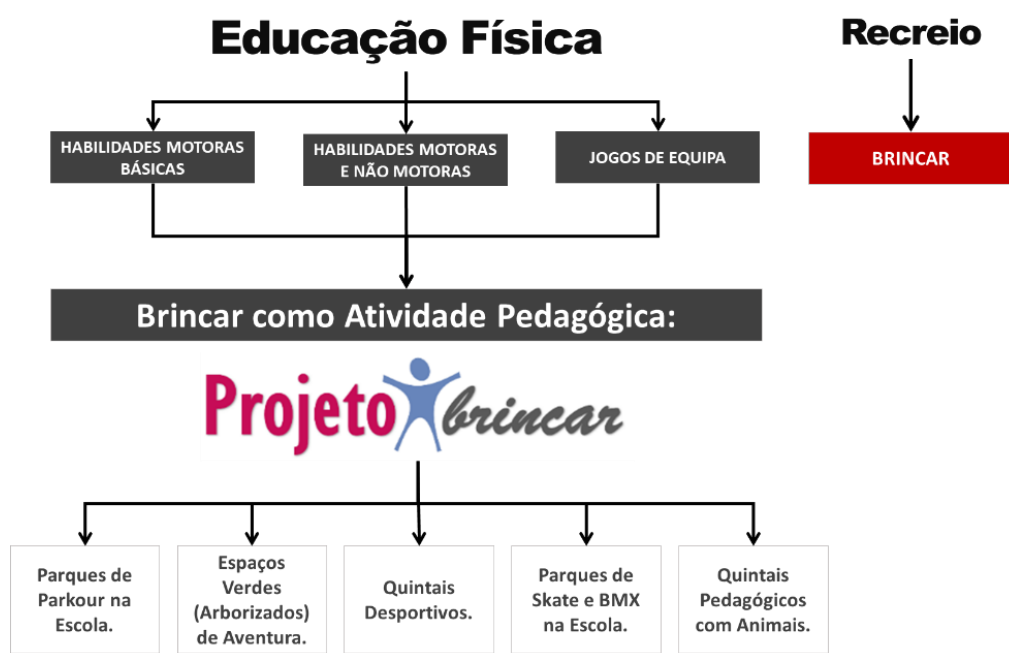 Educação Física
Recreio
HABILIDADES MOTORAS
BÁSICAS
HABILIDADES MOTORAS
E NÃO MOTORAS
JOGOS DE EQUIPA
BRINCAR
Brincar como Atividade Pedagógica:
Projeto brincar
Parques de
Parkour na
Escola.
Espaços
Verdes
(Arborizados)
de Aventura.
Quintais
Desportivos.
Parques de
Skate e BMX
na Escola.
Quintais
Pedagógicos
com Animais.